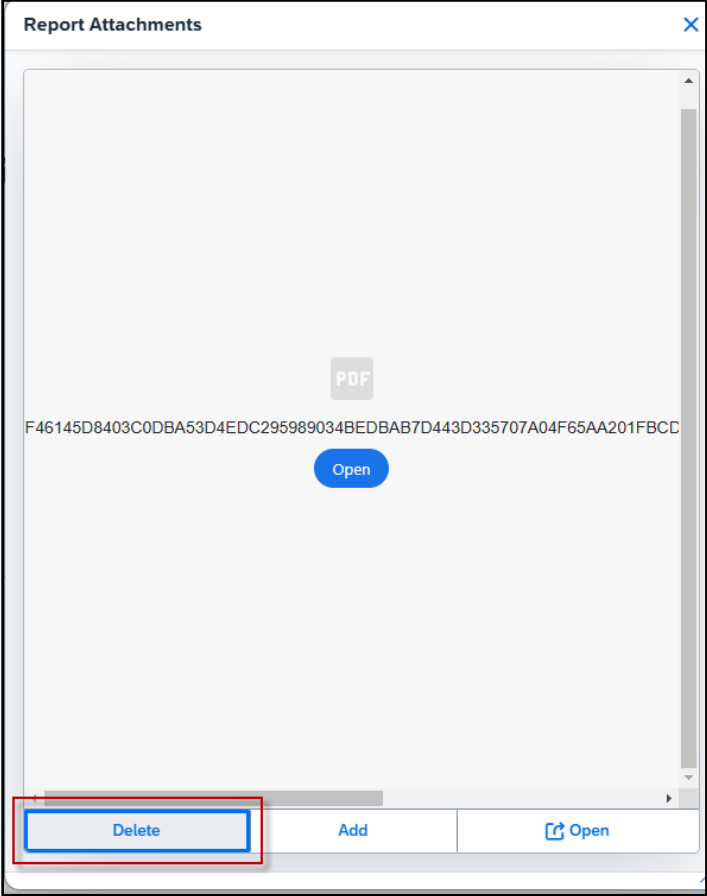 Report Attachments
PDF
F46145D8403C0DBA53D4EDC295989034BEDBAB7D443D335707A04F65AA201FBCD
Open
Delete
Add
Open